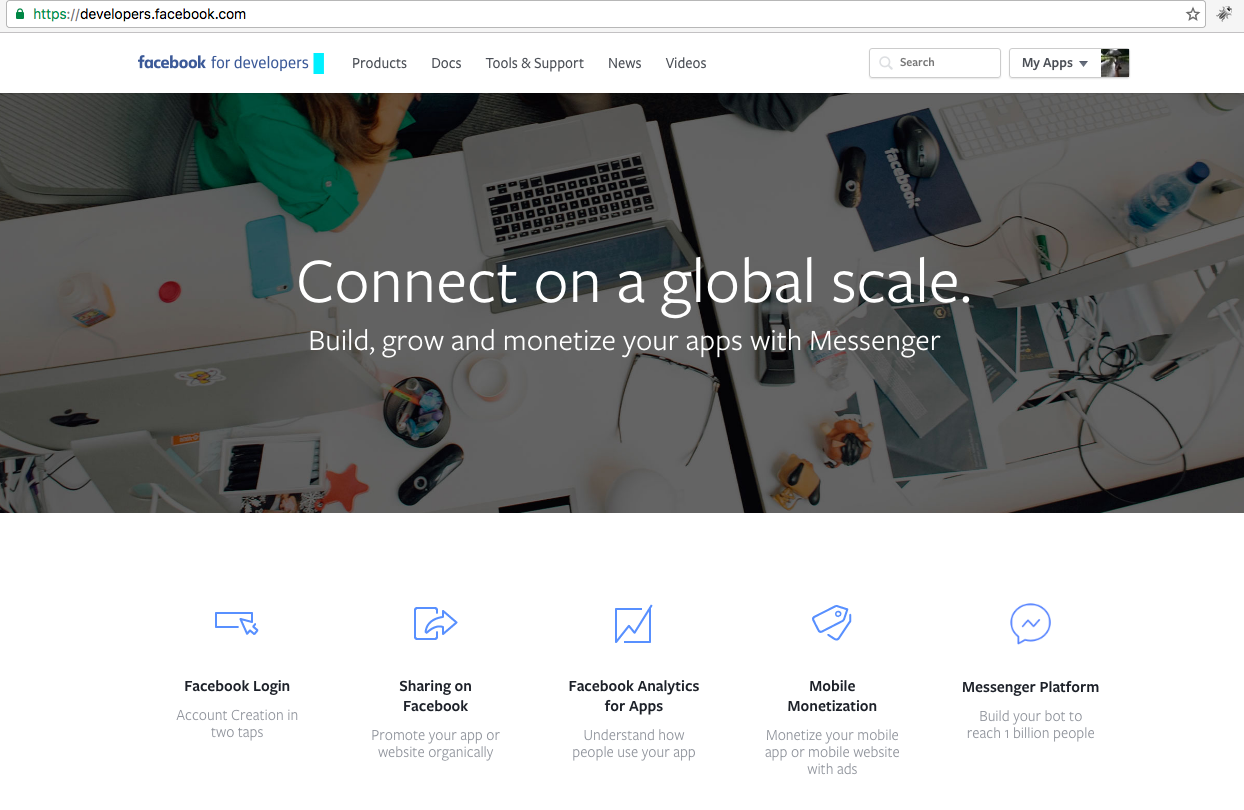 https://developers.facebook.com
facebook for developers
Products
Docs
Tools & Support
News
Videos
Search
My Apps
facebook
Connect on a global scale.
Build, grow and monetize your apps with Messenger
Facebook Login
Account Creation in
two taps
Sharing on
Facebook
Promote your app or
website organically
Facebook Analytics
for Apps
Understand how
people use your app
Mobile
Monetization
Monetize your mobile
app or mobile website
with ads
Messenger Platform
Build your bot to
reach 1 billion people